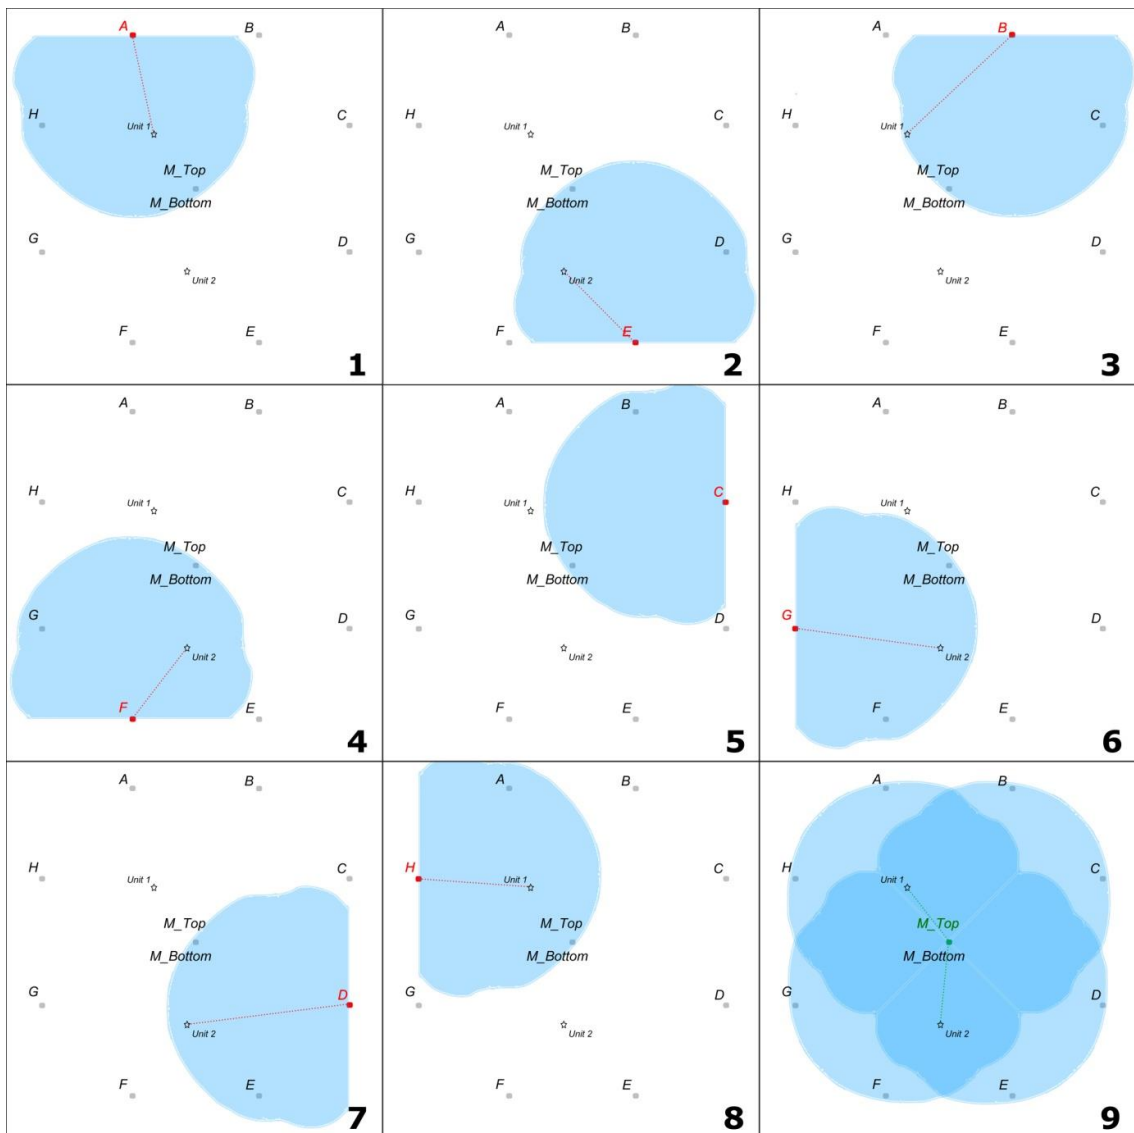 A B
H Unit 1 C
M_Top
M_Bottom
G D
Unit 2
F E 1
A B
H Unit 1 C
M_Top
M_Bottom
G D
Unit 2
F E 2
A B
H Unit 1 C
M_Top
M_Bottom
G D
Unit 2
F E 3
A B
H Unit 1 C
M_Top
M_Bottom
G D
Unit 2
F E 4
A B
H Unit 1 C
M_Top
M_Bottom
G D
Unit 2
F E 5
A B
H Unit 1 C
M_Top
M_Bottom
G D
Unit 2
F E 6
A B
H Unit 1 C
M_Top
M_Bottom
G D
Unit 2
F E 7
A B
H Unit 1 C
M_Top
M_Bottom
G D
Unit 2
F E 8
A B
H Unit 1 C
M_Top
M_Bottom
G D
Unit 2
F E 9